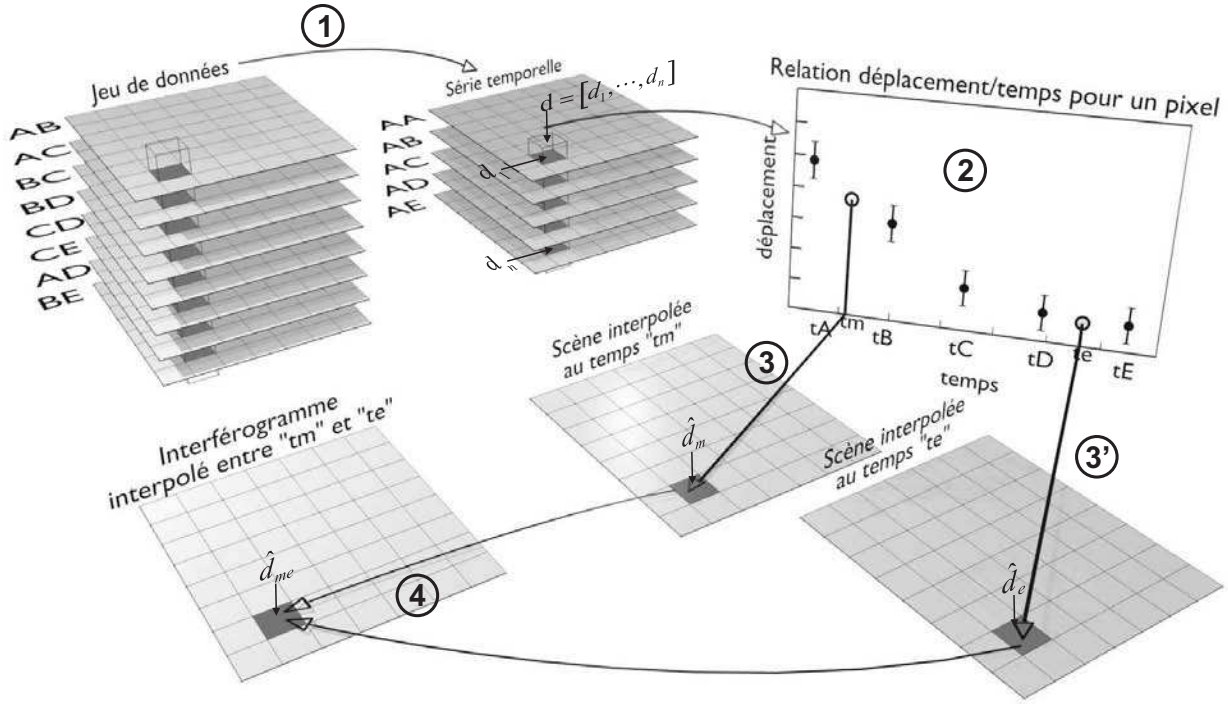 1
Jeu de données
AB
AC
BC
BD
CD
CE
AD
BE
Série temporelle
d = [d₁,…,dₙ]
AA
AB
AC
AD
AE
d₁
dₙ
Relation déplacement/temps pour un pixel
déplacement
2
tA
tm
tB
tC
tD
te
tE
temps
Scène interpolée
au temps "tm"
3
d̂ₘ
Scène interpolée
au temps "te"
3'
d̂ₑ
Interférogramme
interpolé entre "tm" et "te"
d̂ₘₑ
4